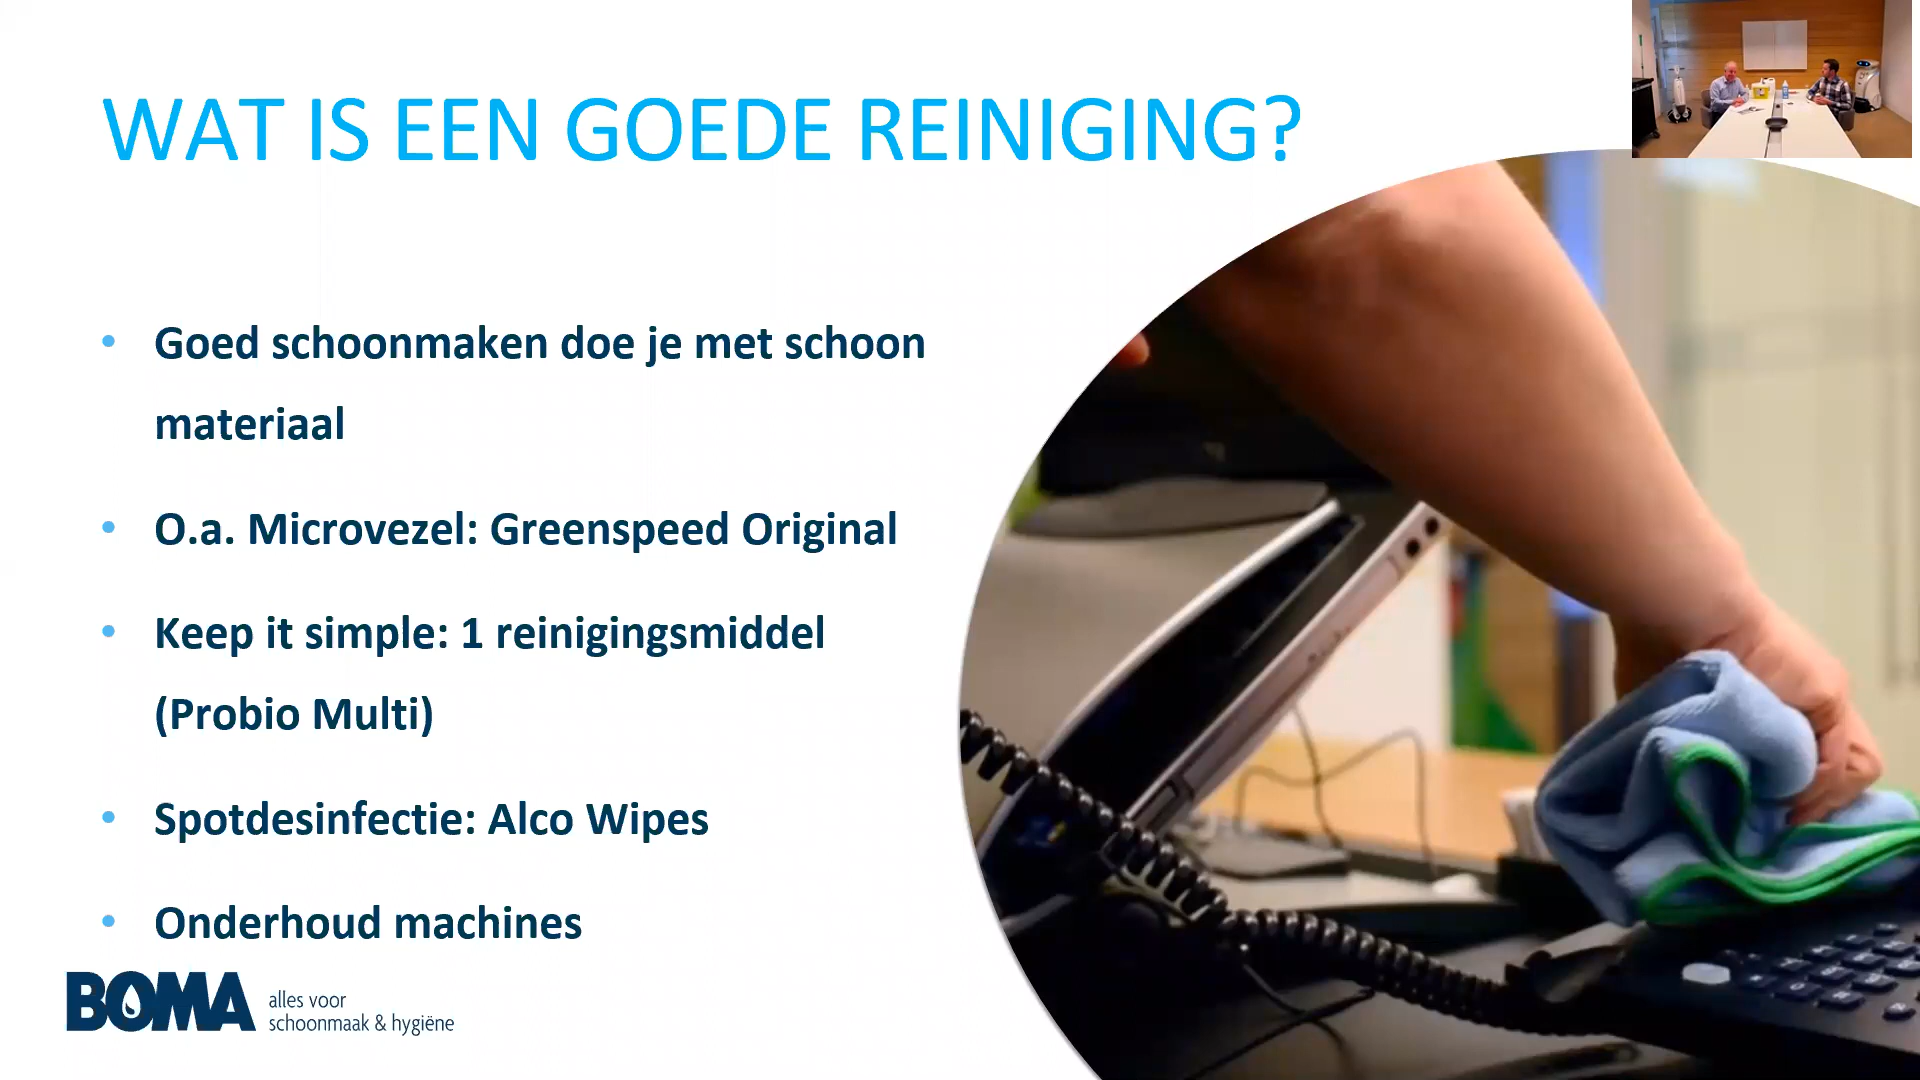 WAT IS EEN GOEDE REINIGING?
• Goed schoonmaken doe je met schoon
materiaal
• O.a. Microvezel: Greenspeed Original
• Keep it simple: 1 reinigingsmiddel
(Probio Multi)
• Spotdesinfectie: Alco Wipes
• Onderhoud machines
BOMA
alles voor
schoonmaak & hygiëne